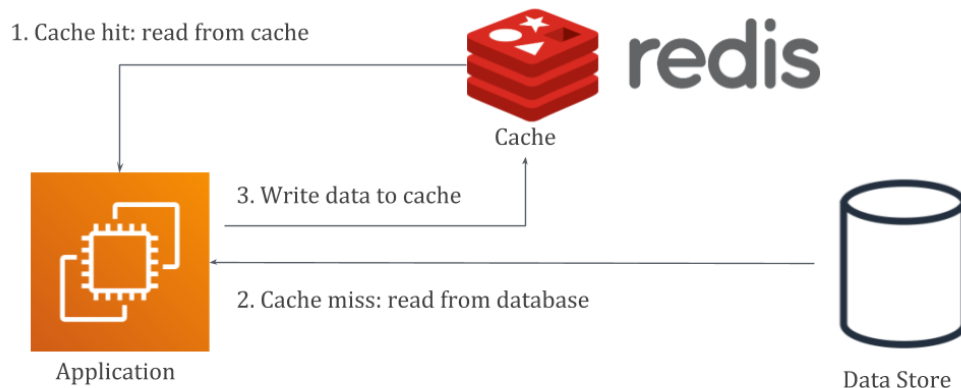 1. Cache hit: read from cache
redis
Cache
3. Write data to cache
2. Cache miss: read from database
Application
Data Store